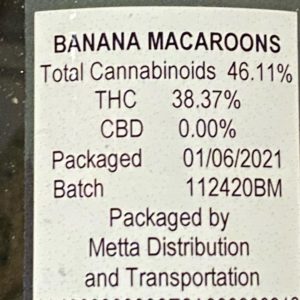 BANANA MACAROONS
Total Cannabinoids 46.11%
THC 38.37%
CBD 0.00%
Packaged 01/06/2021
Batch 112420BM
Packaged by
Metta Distribution
and Transportation